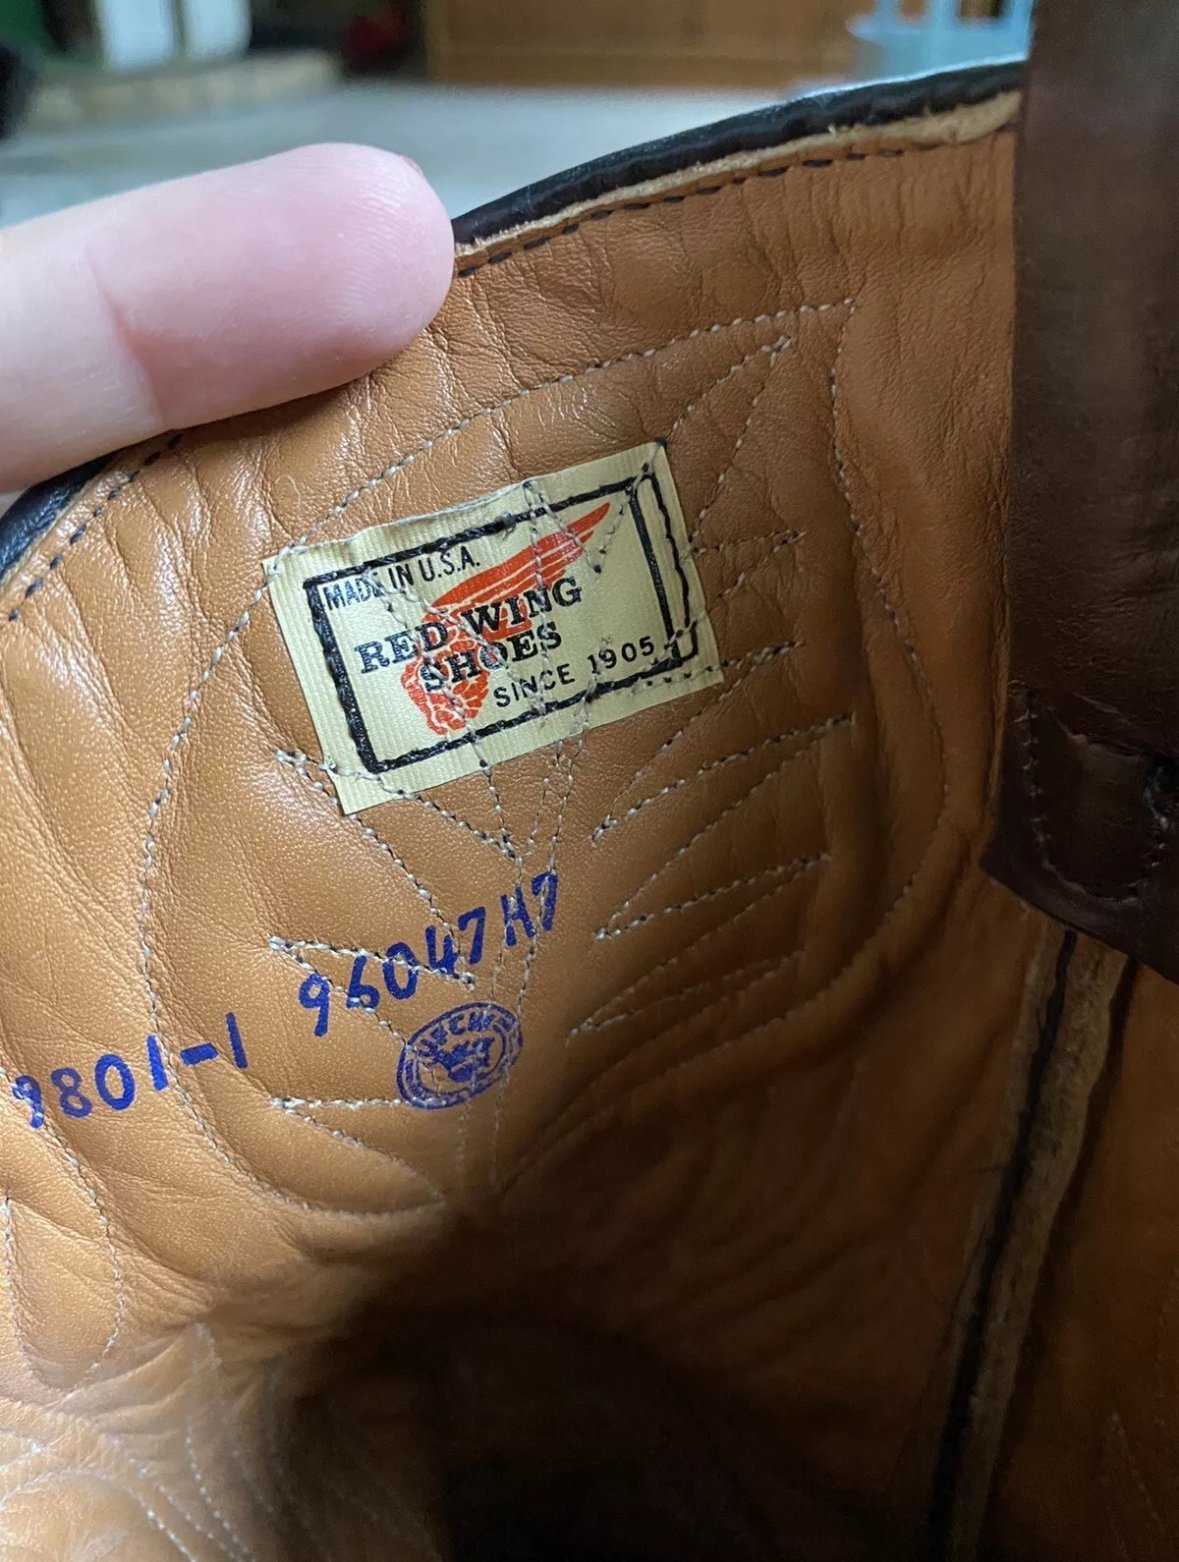 MADE IN U.S.A.
RED WING
SHOES
SINCE 1905
96047H7
9801-1